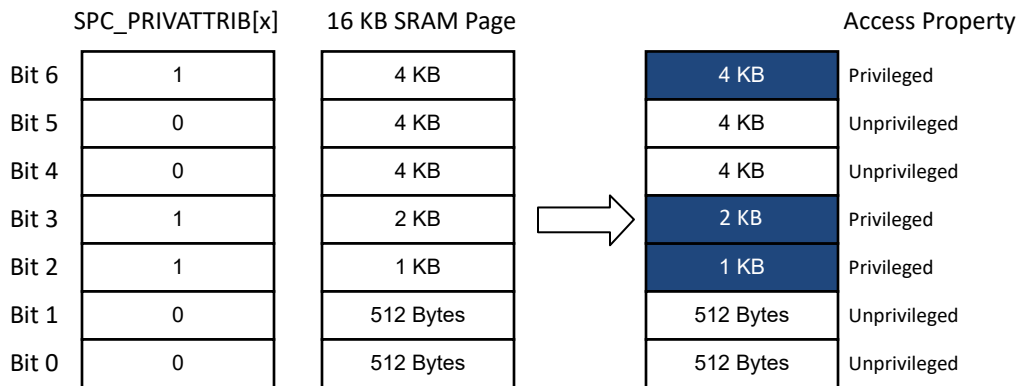 SPC_PRIVATTRIB[x] 16 KB SRAM Page Access Property
Bit 6 1 4 KB 4 KB Privileged
Bit 5 0 4 KB 4 KB Unprivileged
Bit 4 0 4 KB 4 KB Unprivileged
Bit 3 1 2 KB 2 KB Privileged
Bit 2 1 1 KB 1 KB Privileged
Bit 1 0 512 Bytes 512 Bytes Unprivileged
Bit 0 0 512 Bytes 512 Bytes Unprivileged